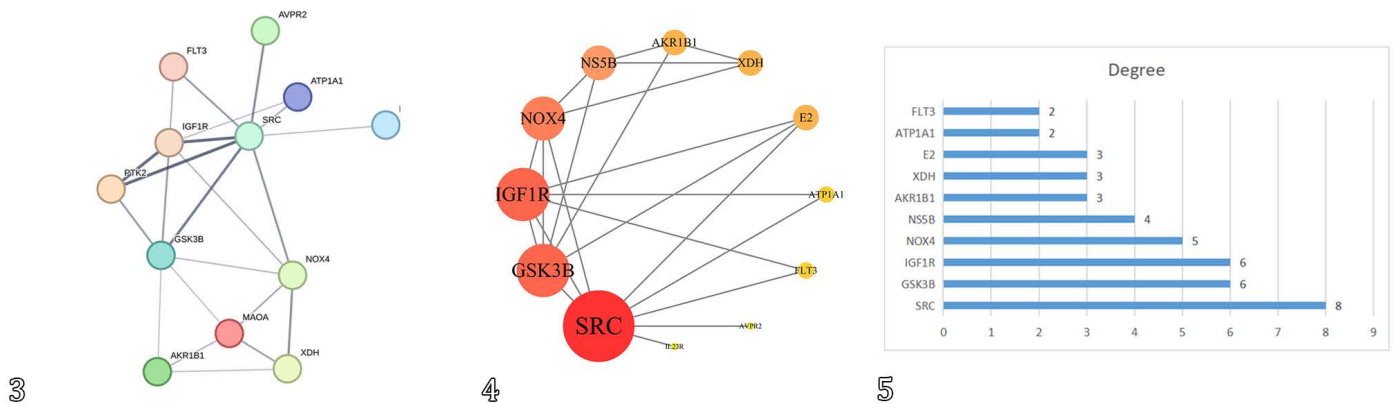 AVPR2
FLT3
ATP1A1
IGF1R
SRC
PTK2
GSK3B
NOX4
MAOA
AKR1B1
XDH
3
AKR1B1
NS5B
XDH
NOX4
E2
IGF1R
ATP1A1
GSK3B
FLT3
SRC
AVPR2
IL23R
4
Degree
FLT3 2
ATP1A1 2
E2 3
XDH 3
AKR1B1 3
NS5B 4
NOX4 5
IGF1R 6
GSK3B 6
SRC 8
0 1 2 3 4 5 6 7 8 9
5